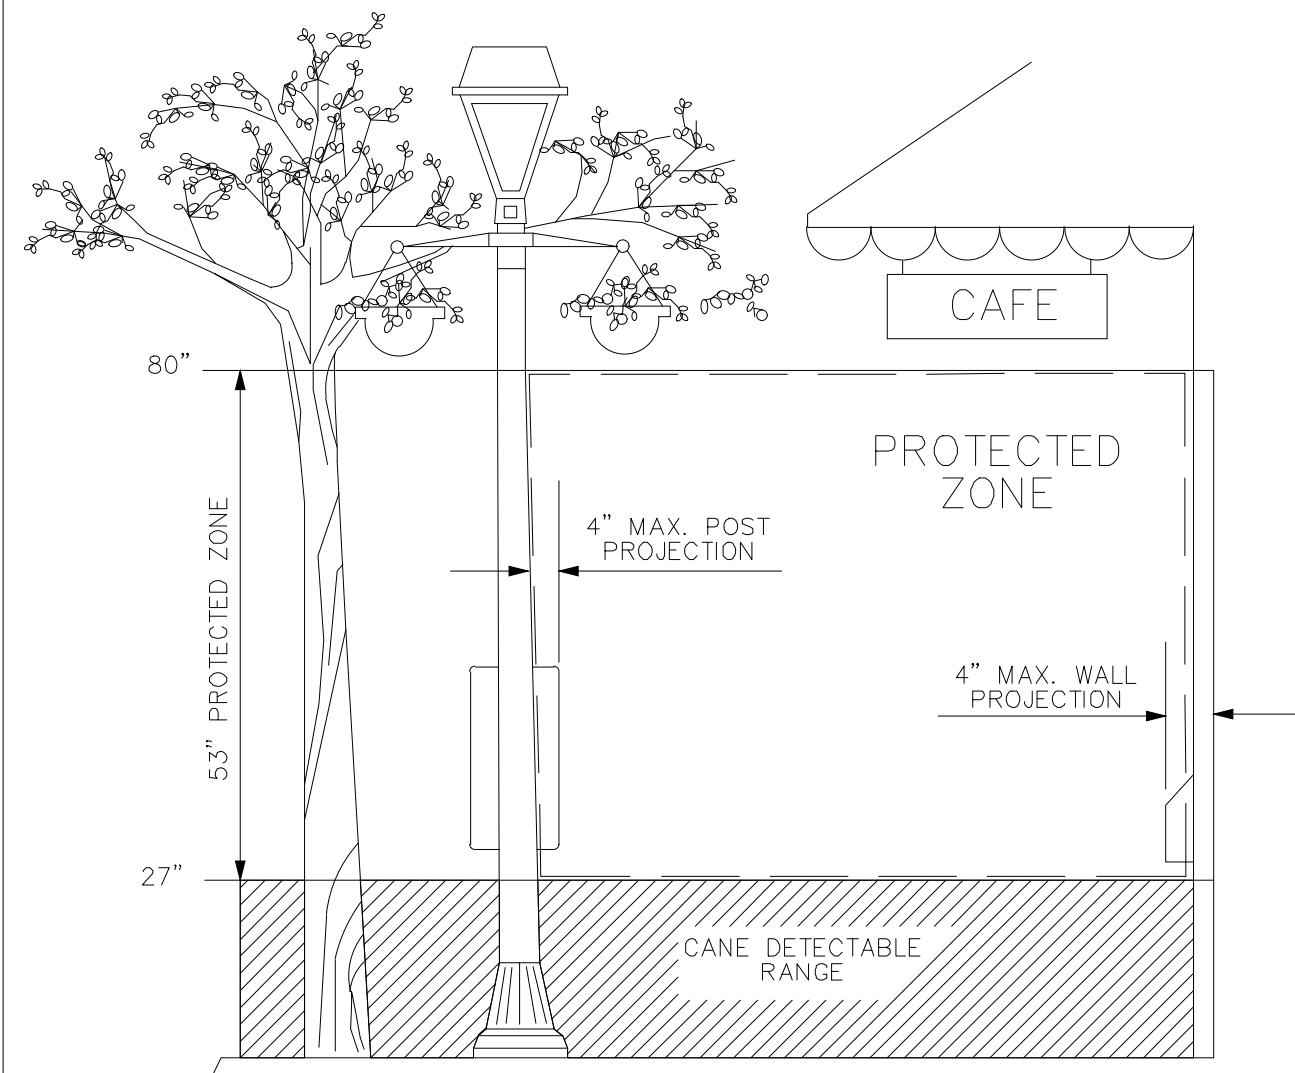 CAFE
80”
PROTECTED
ZONE
4” MAX. POST
PROJECTION
53” PROTECTED ZONE
4” MAX. WALL
PROJECTION
27”
CANE DETECTABLE
RANGE